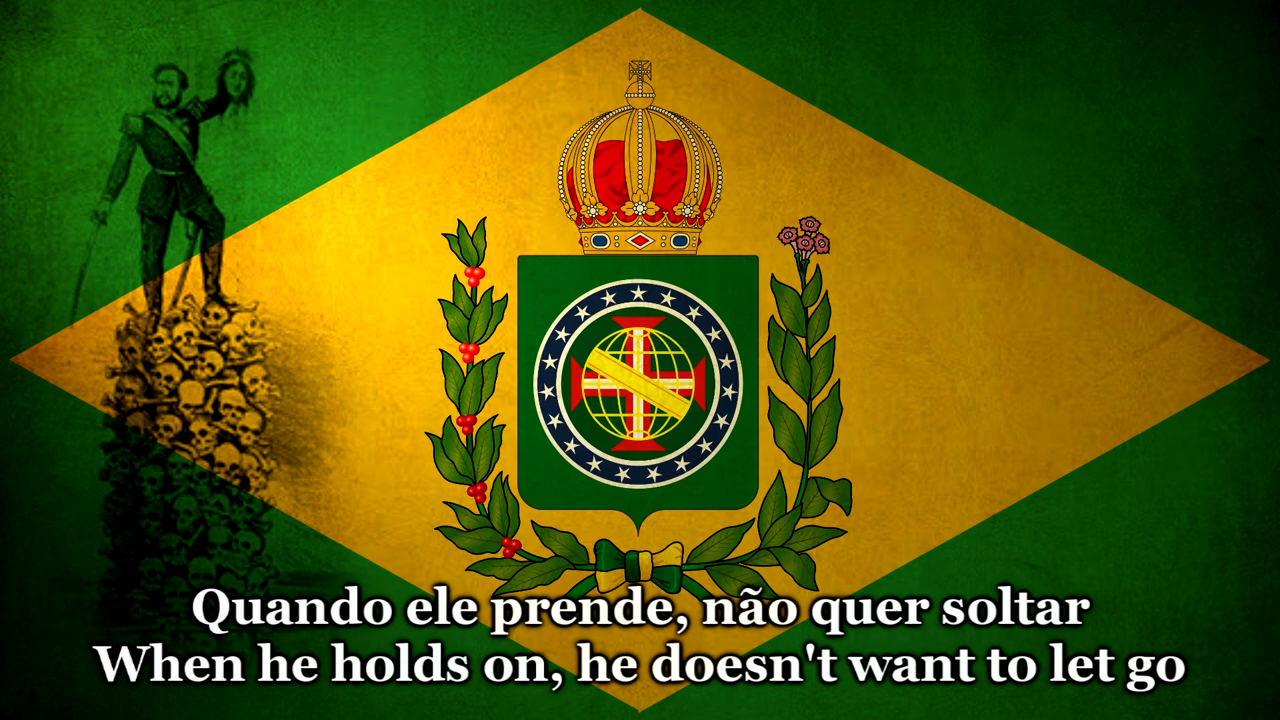 Quando ele prende, não quer soltar
When he holds on, he doesn't want to let go